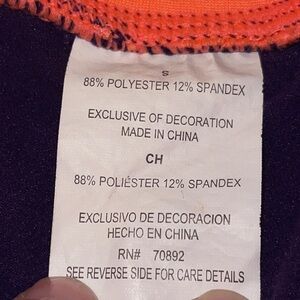 S
88% POLYESTER 12% SPANDEX
EXCLUSIVE OF DECORATION
MADE IN CHINA
CH
88% POLIÉSTER 12% SPANDEX
EXCLUSIVO DE DECORACION
HECHO EN CHINA
RN# 70892
SEE REVERSE SIDE FOR CARE DETAILS